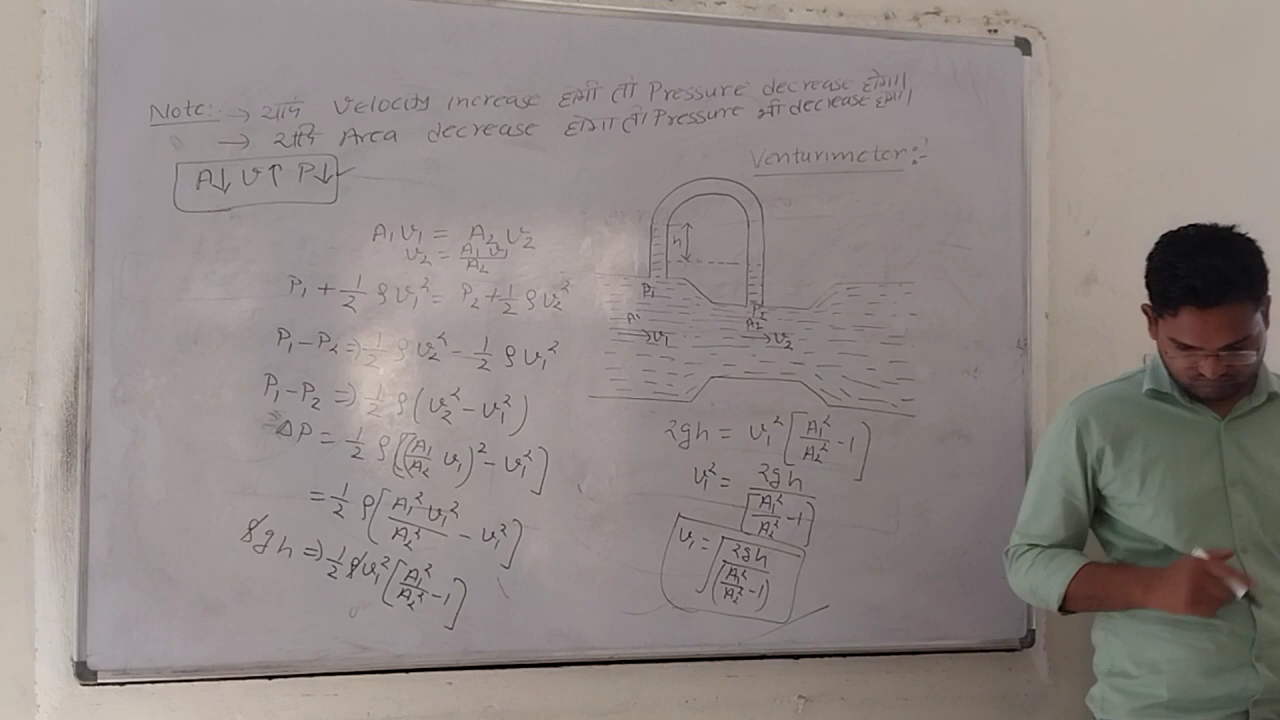 Note: → यदि Velocity increase होगी तो Pressure decrease होगा।
→ यदि Area decrease होगा तो Pressure भी decrease होगा।
A↓ v↑ P↓
Venturimeter:-
A₁v₁ = A₂v₂
v₂ = A₁v₁/A₂
P₁ + 1/2 ρv₁² = P₂ + 1/2 ρv₂²
P₁-P₂ ⇒ 1/2 ρv₂² - 1/2 ρv₁²
P₁-P₂ ⇒ 1/2 ρ(v₂² - v₁²)
ΔP = 1/2 ρ[(A₁/A₂ v₁)² - v₁²]
= 1/2 ρ[A₁²v₁²/A₂² - v₁²]
ρgh ⇒ 1/2 ρv₁²[A₁²/A₂² - 1]
h
P₁
P₂
A₁
A₂
v₁
v₂
2gh = v₁²[A₁²/A₂² - 1]
v₁² = 2gh/[A₁²/A₂² - 1]
v₁ = √(2gh/(A₁²/A₂² - 1))